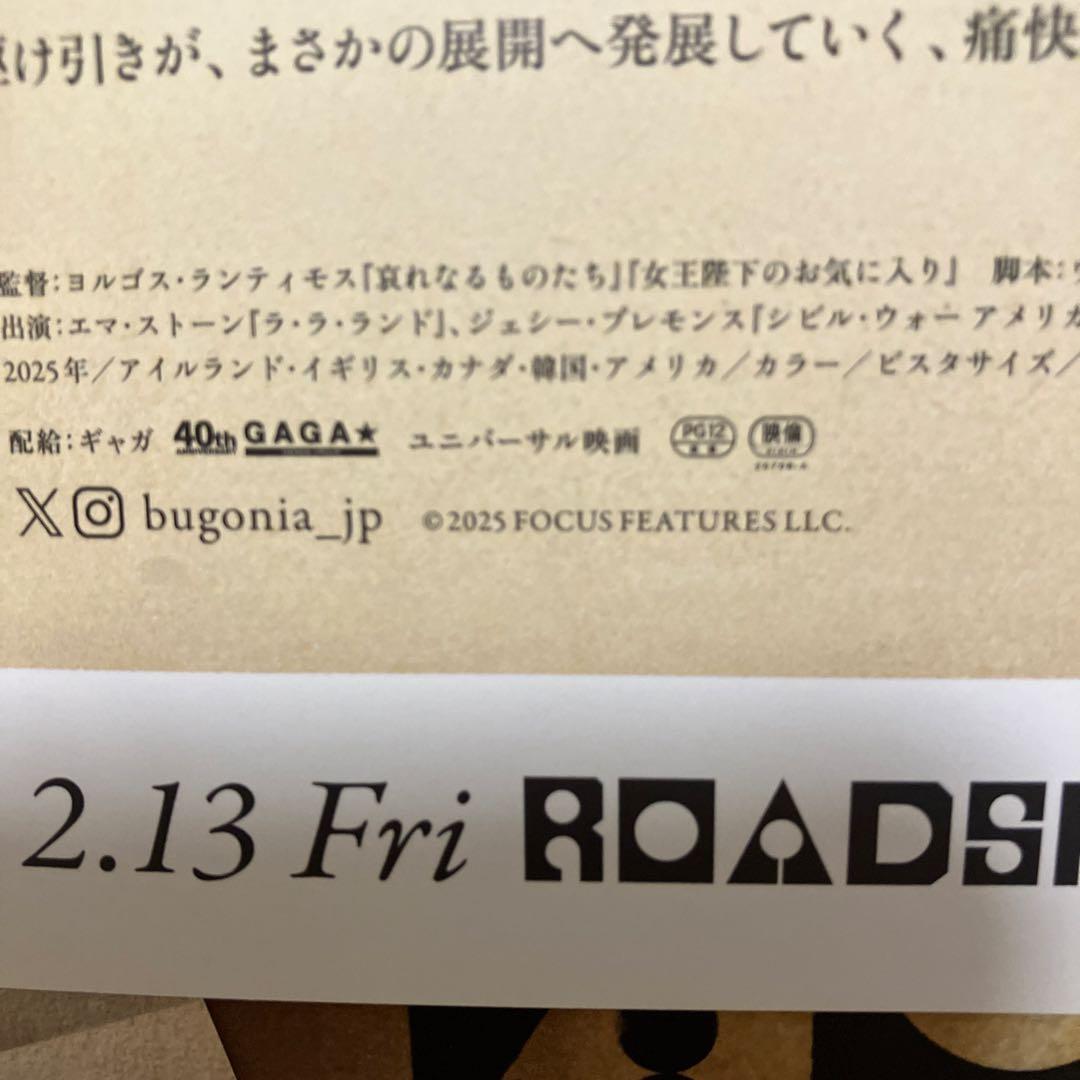 け引きが、まさかの展開へ発展していく、痛快
監督:ヨルゴス・ランティモス『哀れなるものたち』『女王陛下のお気に入り』 脚本:
出演:エマ・ストーン『ラ・ラ・ランド』、ジェシー・プレモンス『シビル・ウォー アメリカ
2025年/アイルランド・イギリス・カナダ・韓国・アメリカ/カラー/ビスタサイズ/
配給:ギャガ 40th GAGA★ ユニバーサル映画 PG12 映倫
X bugonia_jp ©2025 FOCUS FEATURES LLC.
2.13 Fri ROADS